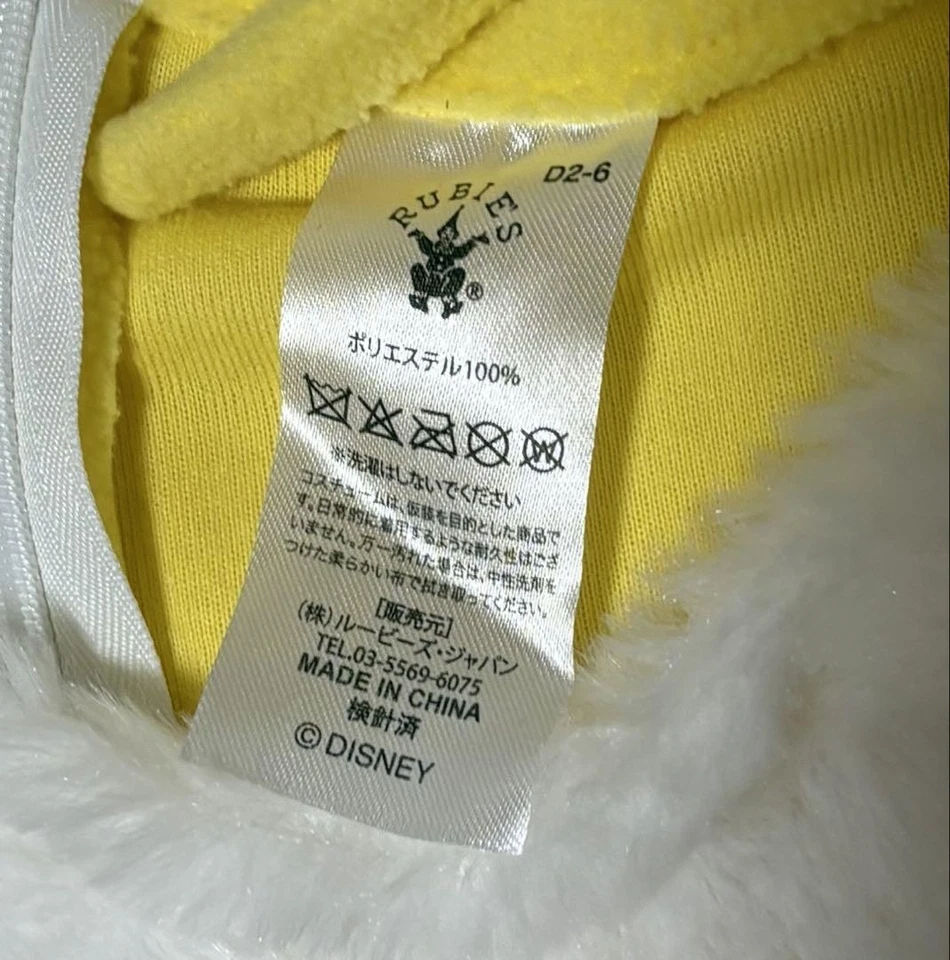 D2-6
RUBIES
®
ポリエステル100%
W
※洗濯はしないでください
コスチュームは、仮装を目的とした商品で
す。日常的に着用するような耐久性はござ
いません。万一汚れた場合は、中性洗剤を
つけた柔らかい布で拭き取ってください。
[販売元]
(株)ルービーズ・ジャパン
TEL.03-5569-6075
MADE IN CHINA
検針済
©DISNEY